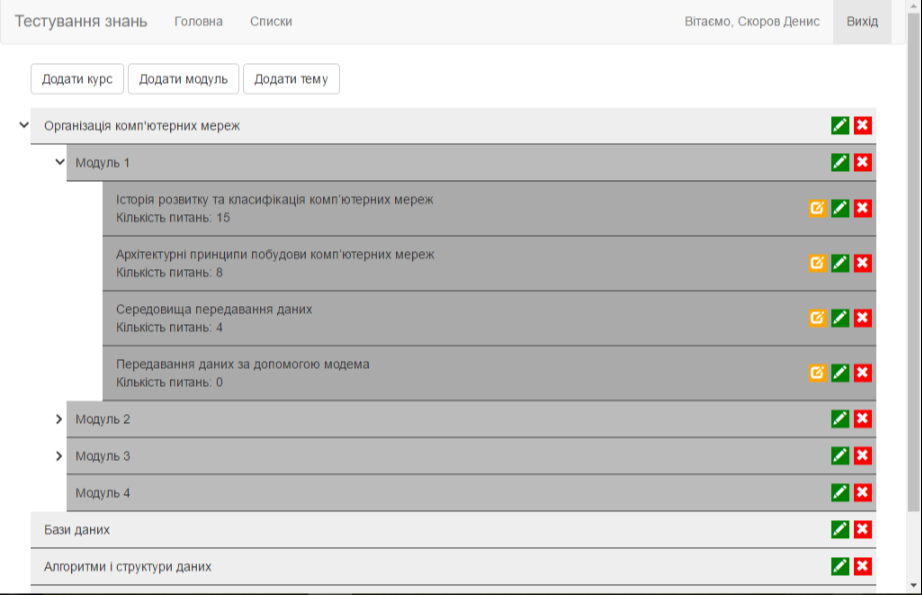 Тестування знань Головна Списки Вітаємо, Скоров Денис Вихід
Додати курс Додати модуль Додати тему
Організація комп'ютерних мереж
Модуль 1
Історія розвитку та класифікація комп'ютерних мереж
Кількість питань: 15
Архітектурні принципи побудови комп'ютерних мереж
Кількість питань: 8
Середовища передавання даних
Кількість питань: 4
Передавання даних за допомогою модема
Кількість питань: 0
Модуль 2
Модуль 3
Модуль 4
Бази даних
Алгоритми і структури даних